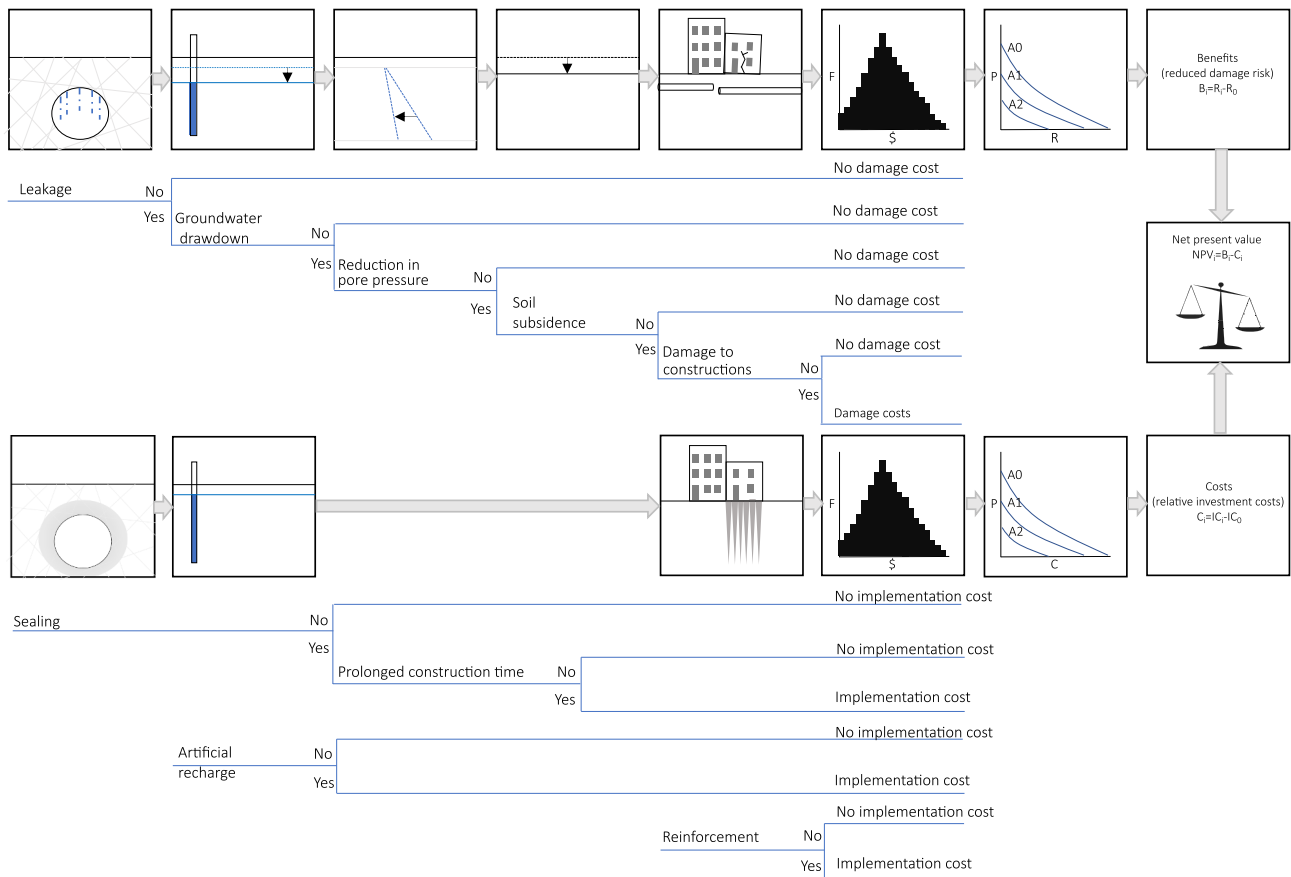 F
$
A0
P
A1
A2
R
Benefits
(reduced damage risk)
Bi=Ri-R0
No damage cost
Leakage
No
Yes
Groundwater
drawdown
No damage cost
No
Yes
Reduction in
pore pressure
No damage cost
No
Yes
Soil
subsidence
No damage cost
No
Yes
Damage to
constructions
No damage cost
No
Yes
Damage costs
Net present value
NPVi=Bi-Ci
F
$
A0
P
A1
A2
C
Costs
(relative investment costs)
Ci=ICi-IC0
No implementation cost
Sealing
No
Yes
Prolonged construction time
No implementation cost
No
Yes
Implementation cost
No implementation cost
Artificial
recharge
No
Yes
Implementation cost
No implementation cost
Reinforcement
No
Yes
Implementation cost